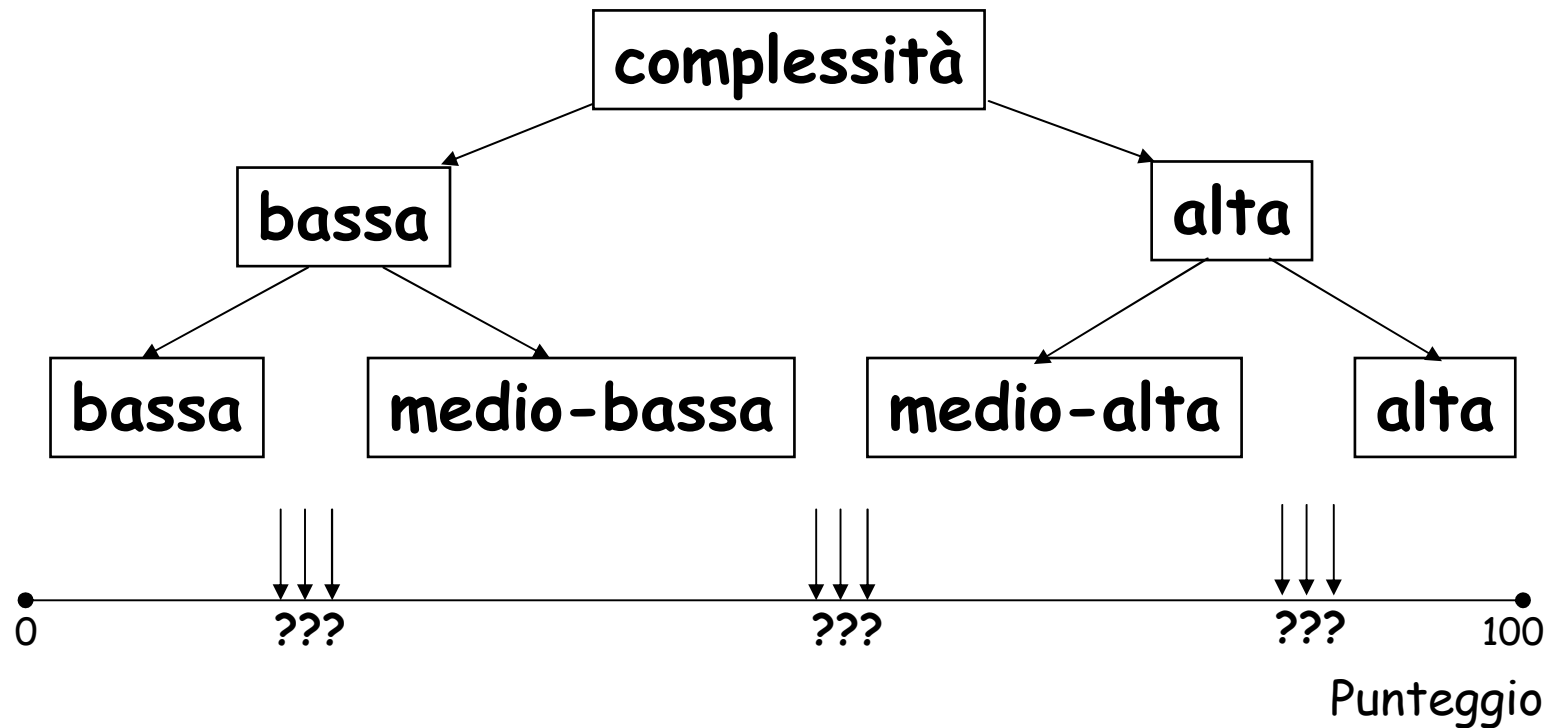 complessità
bassa
alta
bassa
medio-bassa
medio-alta
alta
0
???
???
???
100
Punteggio